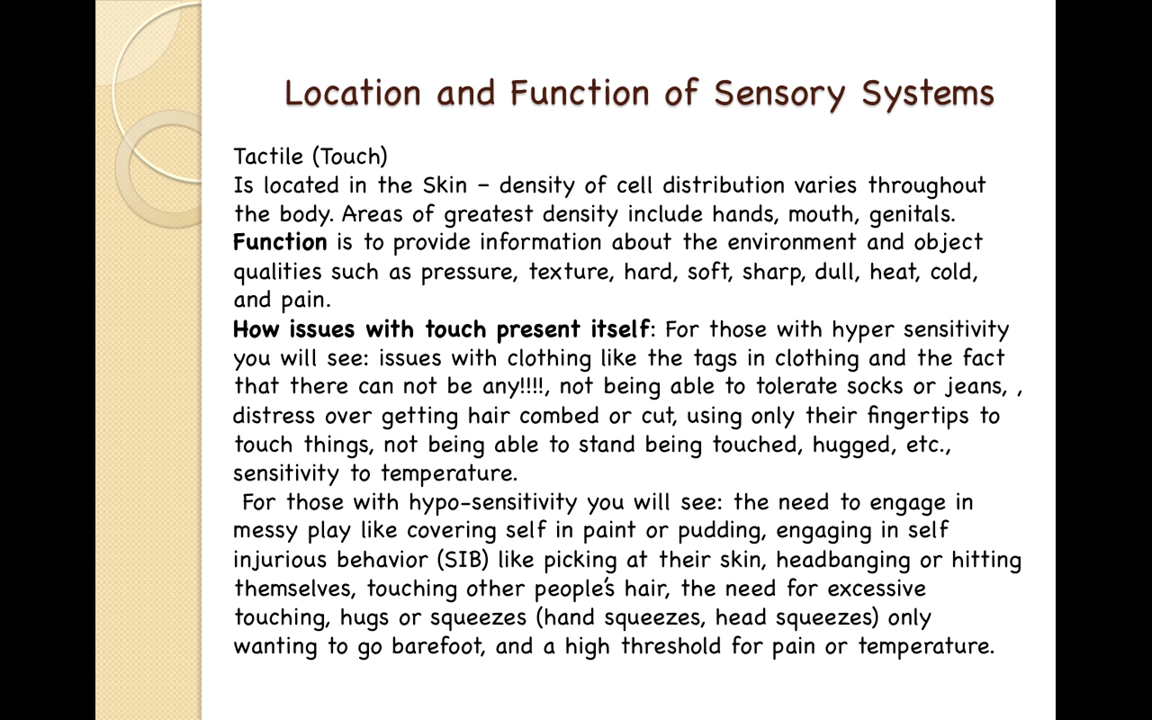 Location and Function of Sensory Systems
Tactile (Touch)
Is located in the Skin – density of cell distribution varies throughout
the body. Areas of greatest density include hands, mouth, genitals.
Function is to provide information about the environment and object
qualities such as pressure, texture, hard, soft, sharp, dull, heat, cold,
and pain.
How issues with touch present itself: For those with hyper sensitivity
you will see: issues with clothing like the tags in clothing and the fact
that there can not be any!!!!, not being able to tolerate socks or jeans, ,
distress over getting hair combed or cut, using only their fingertips to
touch things, not being able to stand being touched, hugged, etc.,
sensitivity to temperature.
For those with hypo-sensitivity you will see: the need to engage in
messy play like covering self in paint or pudding, engaging in self
injurious behavior (SIB) like picking at their skin, headbanging or hitting
themselves, touching other people's hair, the need for excessive
touching, hugs or squeezes (hand squeezes, head squeezes) only
wanting to go barefoot, and a high threshold for pain or temperature.